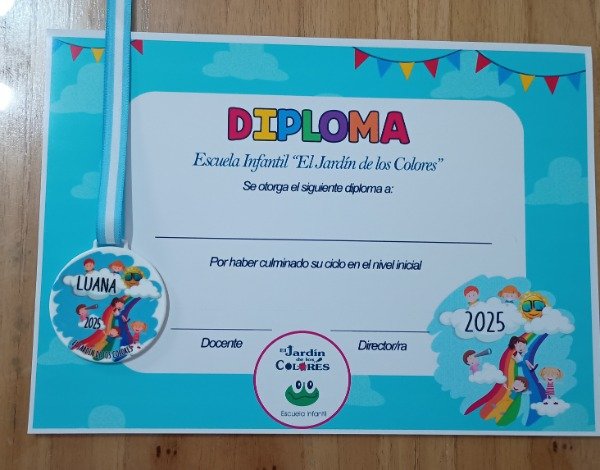 DIPLOMA
Escuela Infantil "El Jardín de los Colores"
Se otorga el siguiente diploma a:
Por haber culminado su ciclo en el nivel inicial
LUANA
2025
2025
Docente
Director/ra
El Jardín
de los
COLORES
Escuela Infantil